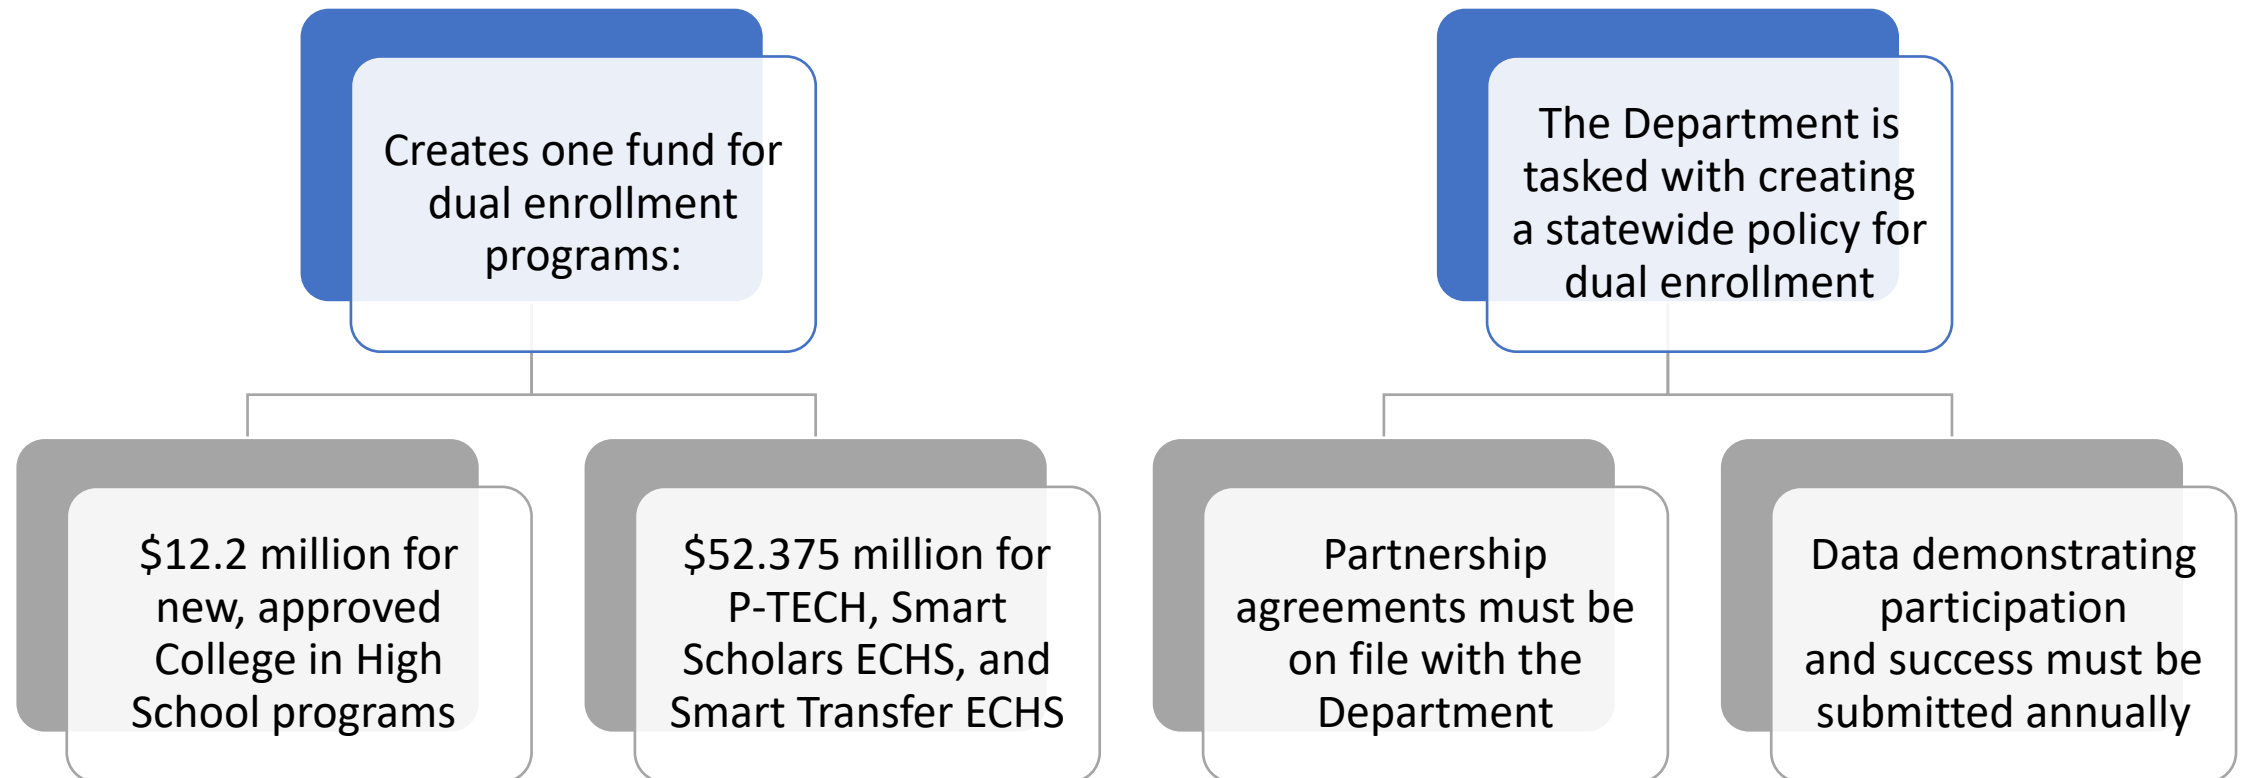 Creates one fund for
dual enrollment
programs:
$12.2 million for
new, approved
College in High
School programs
$52.375 million for
P-TECH, Smart
Scholars ECHS, and
Smart Transfer ECHS
The Department is
tasked with creating
a statewide policy for
dual enrollment
Partnership
agreements must be
on file with the
Department
Data demonstrating
participation
and success must be
submitted annually